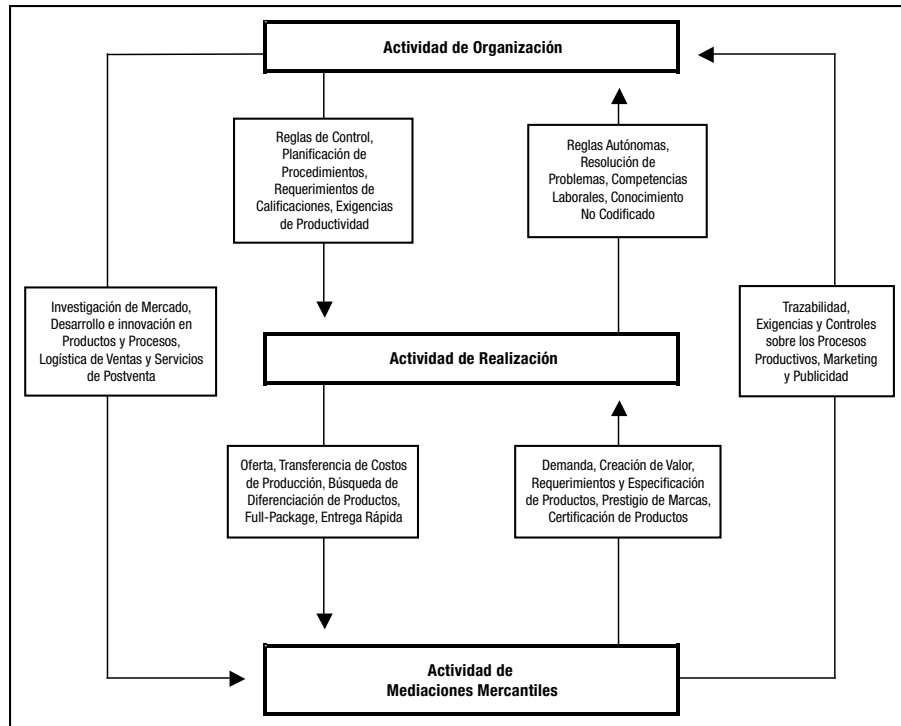 Actividad de Organización
Reglas de Control,
Planificación de
Procedimientos,
Requerimientos de
Calificaciones, Exigencias
de Productividad
Reglas Autónomas,
Resolución de
Problemas, Competencias
Laborales, Conocimiento
No Codificado
Investigación de Mercado,
Desarrollo e innovación en
Productos y Procesos,
Logística de Ventas y Servicios
de Postventa
Actividad de Realización
Trazabilidad,
Exigencias y Controles
sobre los Procesos
Productivos, Marketing
y Publicidad
Oferta, Transferencia de Costos
de Producción, Búsqueda de
Diferenciación de Productos,
Full-Package, Entrega Rápida
Demanda, Creación de Valor,
Requerimientos y Especificación
de Productos, Prestigio de Marcas,
Certificación de Productos
Actividad de
Mediaciones Mercantiles